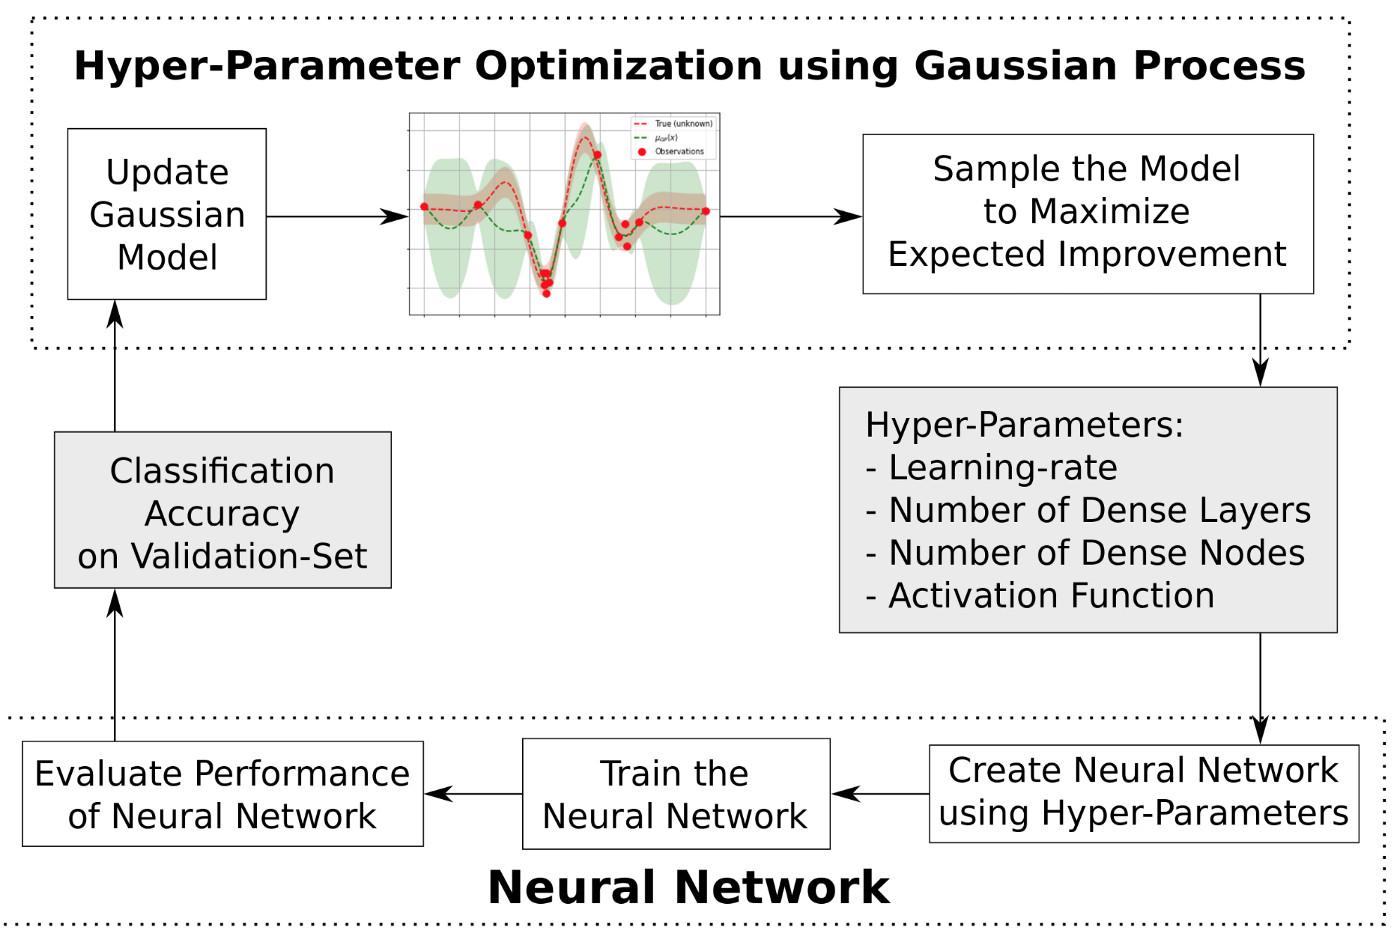 Hyper-Parameter Optimization using Gaussian Process
Update
Gaussian
Model
True (unknown)
μGP(x)
Observations
Sample the Model
to Maximize
Expected Improvement
Hyper-Parameters:
- Learning-rate
- Number of Dense Layers
- Number of Dense Nodes
- Activation Function
Classification
Accuracy
on Validation-Set
Evaluate Performance
of Neural Network
Train the
Neural Network
Create Neural Network
using Hyper-Parameters
Neural Network